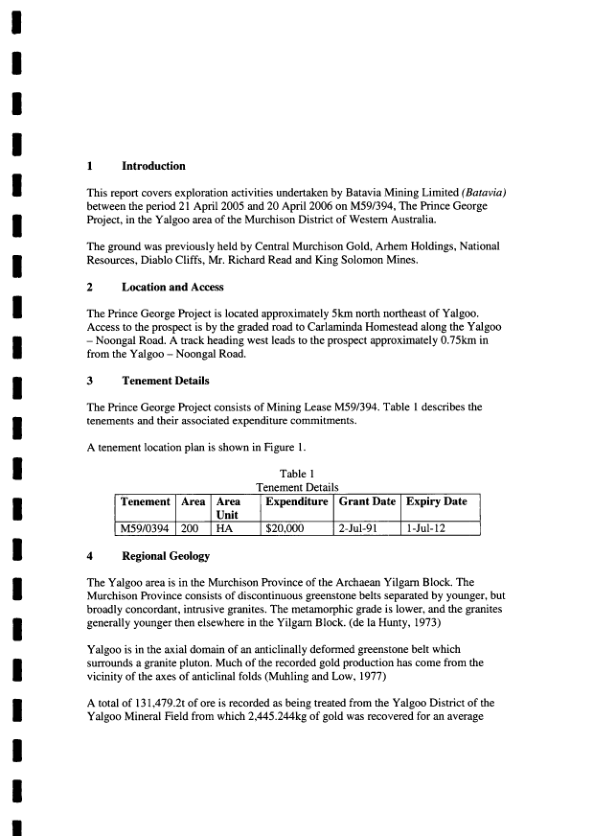 1 Introduction
This report covers exploration activities undertaken by Batavia Mining Limited (Batavia)
between the period 21 April 2005 and 20 April 2006 on M59/394, The Prince George
Project, in the Yalgoo area of the Murchison District of Western Australia.
The ground was previously held by Central Murchison Gold, Arhem Holdings, National
Resources, Diablo Cliffs, Mr. Richard Read and King Solomon Mines.
2 Location and Access
The Prince George Project is located approximately 5km north northeast of Yalgoo.
Access to the prospect is by the graded road to Carlaminda Homestead along the Yalgoo
– Noongal Road. A track heading west leads to the prospect approximately 0.75km in
from the Yalgoo – Noongal Road.
3 Tenement Details
The Prince George Project consists of Mining Lease M59/394. Table 1 describes the
tenements and their associated expenditure commitments.
A tenement location plan is shown in Figure 1.
Table 1
Tenement Details
Tenement Area Area Expenditure Grant Date Expiry Date
Unit
M59/0394 200 HA $20,000 2-Jul-91 1-Jul-12
4 Regional Geology
The Yalgoo area is in the Murchison Province of the Archaean Yilgarn Block. The
Murchison Province consists of discontinuous greenstone belts separated by younger, but
broadly concordant, intrusive granites. The metamorphic grade is lower, and the granites
generally younger then elsewhere in the Yilgarn Block. (de la Hunty, 1973)
Yalgoo is in the axial domain of an anticlinally deformed greenstone belt which
surrounds a granite pluton. Much of the recorded gold production has come from the
vicinity of the axes of anticlinal folds (Muhling and Low, 1977)
A total of 131,479.2t of ore is recorded as being treated from the Yalgoo District of the
Yalgoo Mineral Field from which 2,445.244kg of gold was recovered for an average